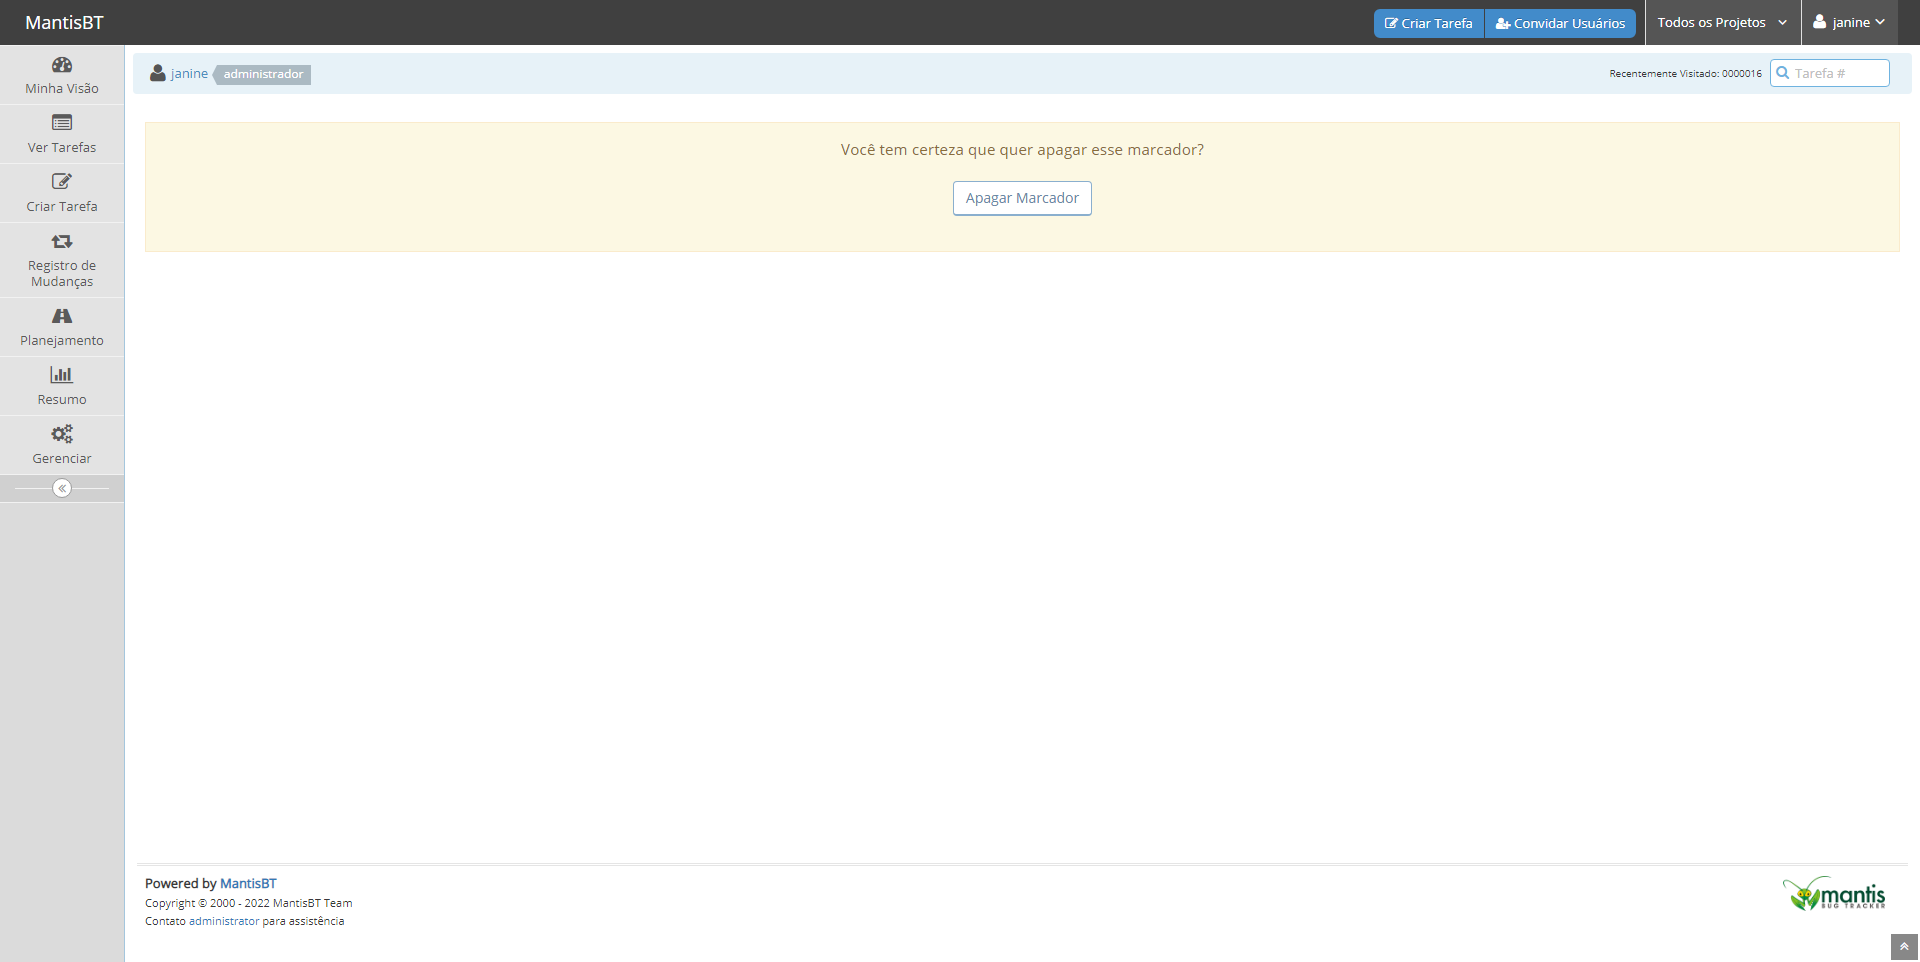 MantisBT
Criar Tarefa
Convidar Usuários
Todos os Projetos
janine
Minha Visão
Ver Tarefas
Criar Tarefa
Registro de
Mudanças
Planejamento
Resumo
Gerenciar
janine
administrador
Recentemente Visitado: 0000016
Tarefa #
Você tem certeza que quer apagar esse marcador?
Apagar Marcador
Powered by MantisBT
Copyright © 2000 - 2022 MantisBT Team
Contato administrator para assistência
mantis
BUG TRACKER